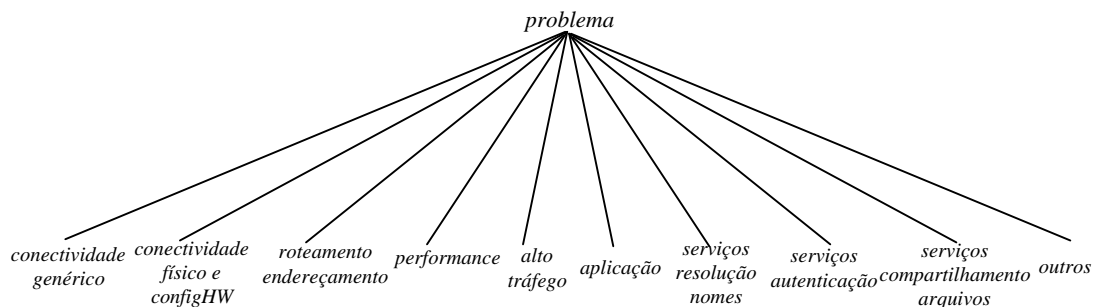 problema
conectividade
genérico
conectividade
físico e
configHW
roteamento
endereçamento
performance
alto
tráfego
aplicação
serviços
resolução
nomes
serviços
autenticação
serviços
compartilhamento
arquivos
outros